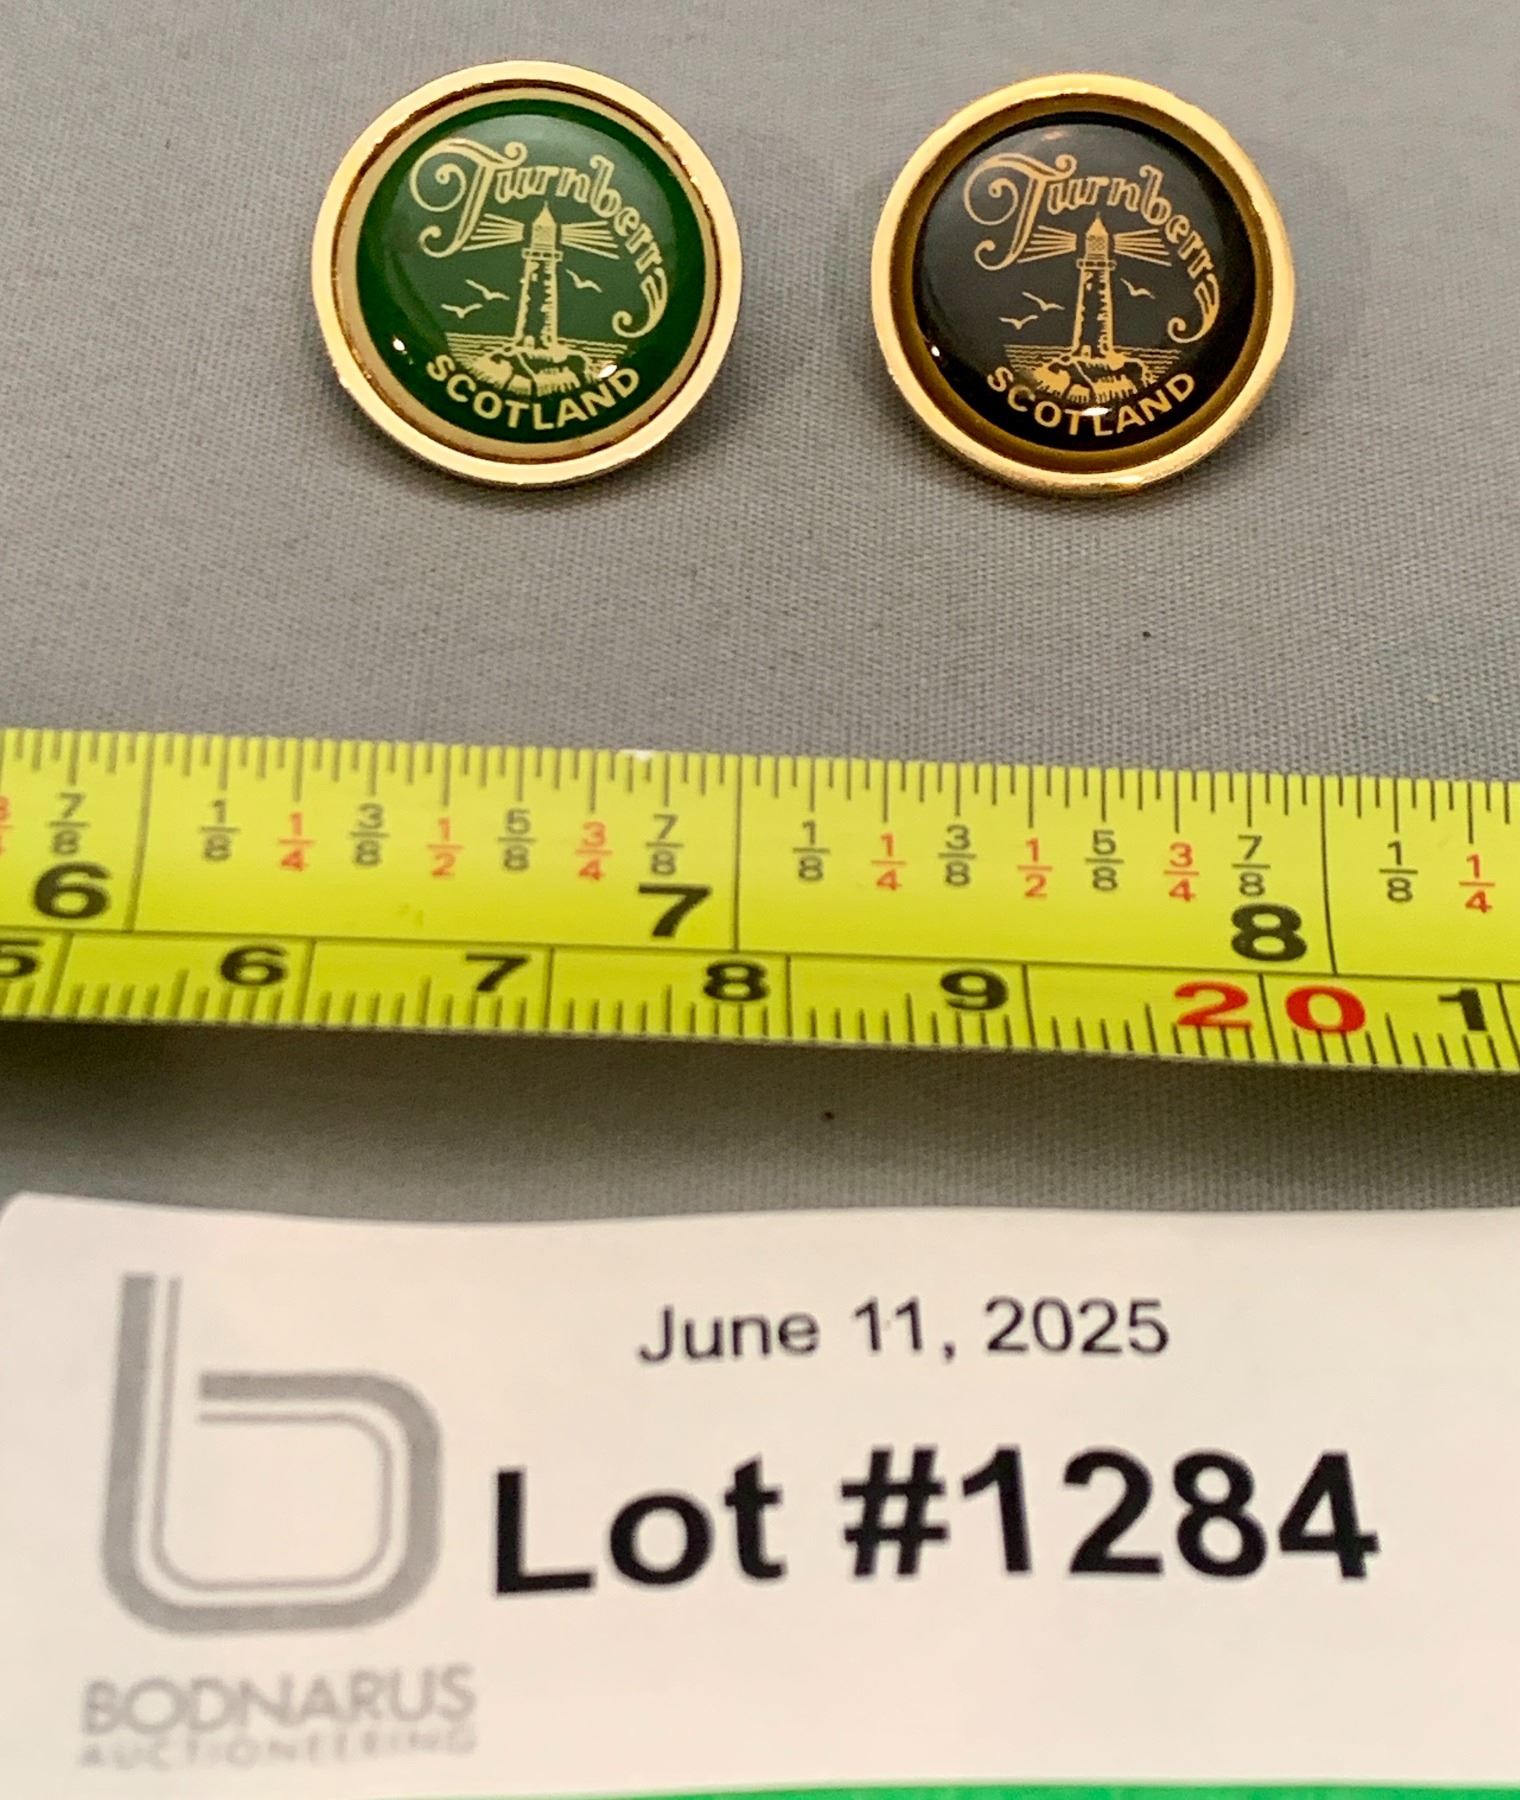 Turnberry
SCOTLAND
Turnberry
SCOTLAND
7/8 1/8 1/4 3/8 1/2 5/8 3/4 7/8 1/8 1/4 3/8 1/2 5/8 3/4 7/8 1/8 1/4
6 7 8
5 6 7 8 9 20 1
June 11, 2025
Lot #1284
b
BODNARUS
AUCTIONEERING